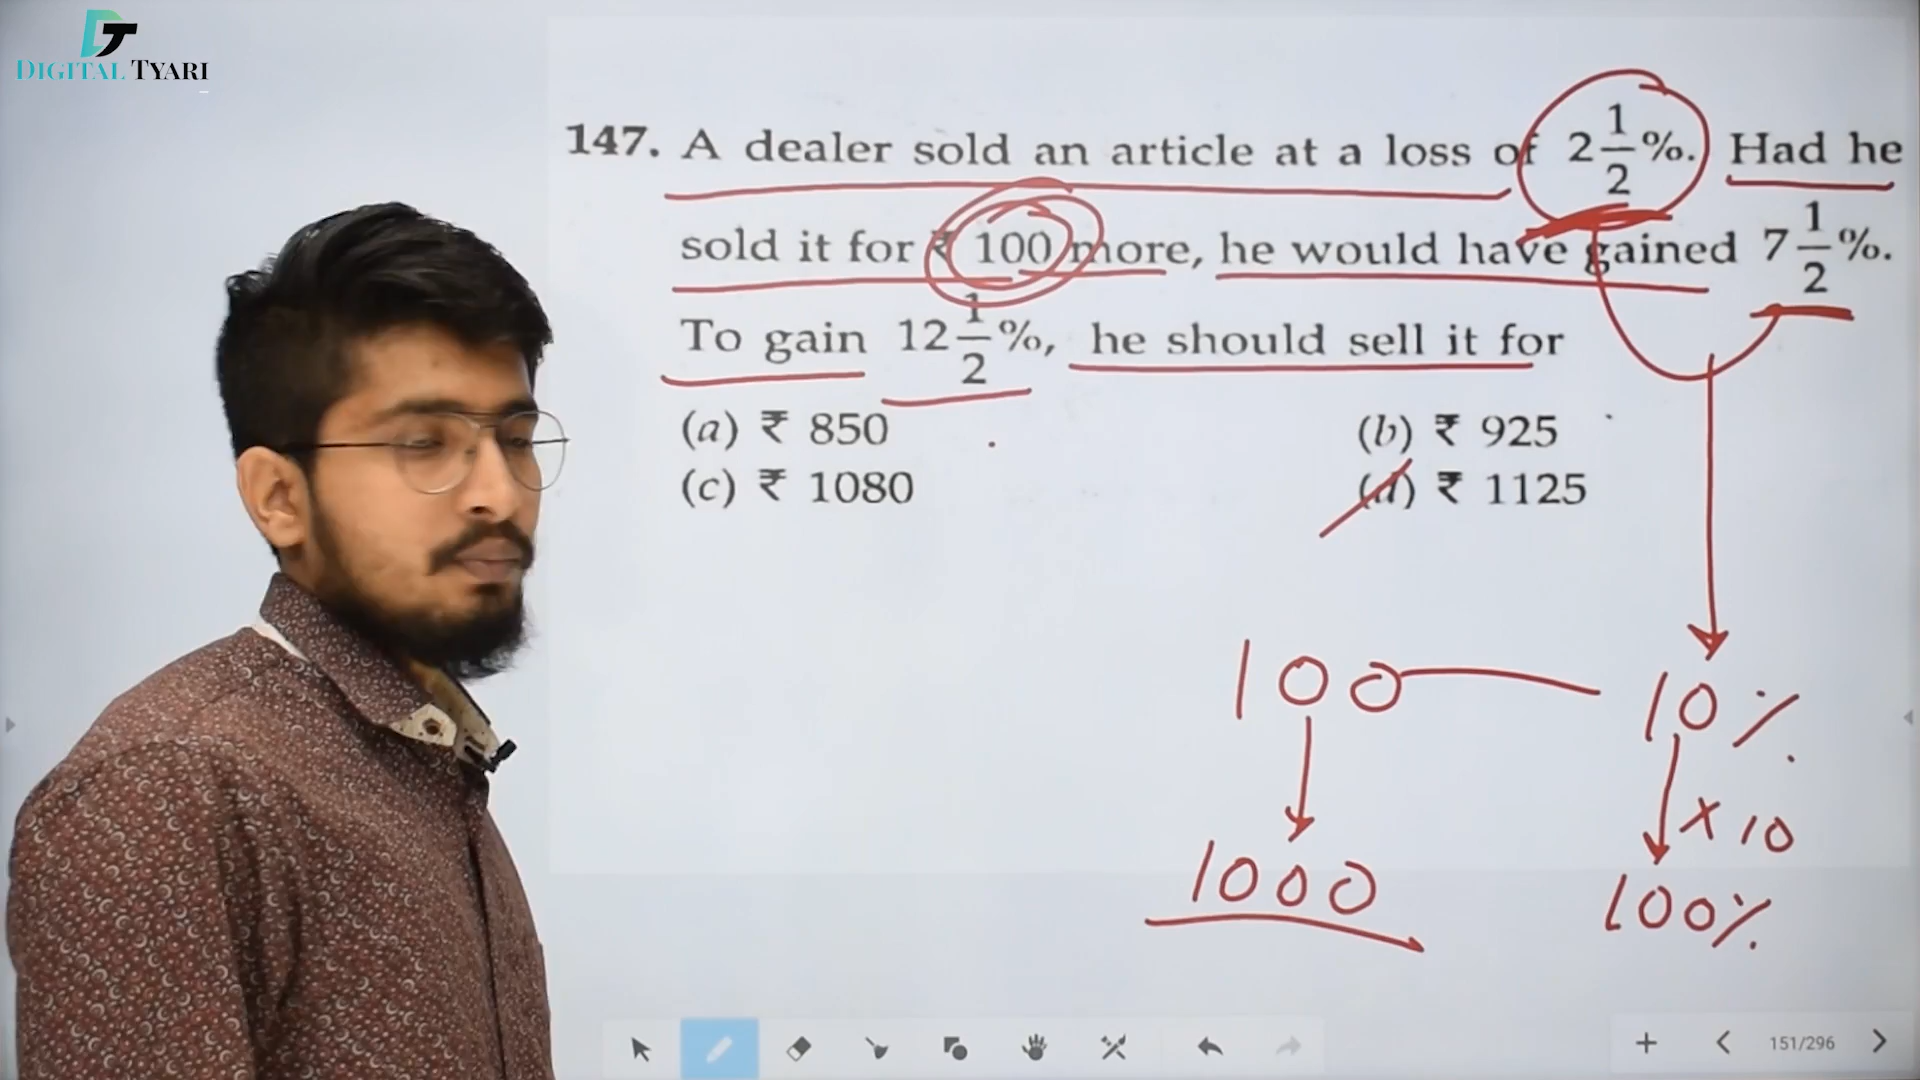 DIGITAL TYARI
147. A dealer sold an article at a loss of 2 1/2 %. Had he
sold it for ₹ 100 more, he would have gained 7 1/2 %.
To gain 12 1/2 %, he should sell it for
(a) ₹ 850 (b) ₹ 925
(c) ₹ 1080 (d) ₹ 1125
100 10%
× 10
1000 100%
151/296